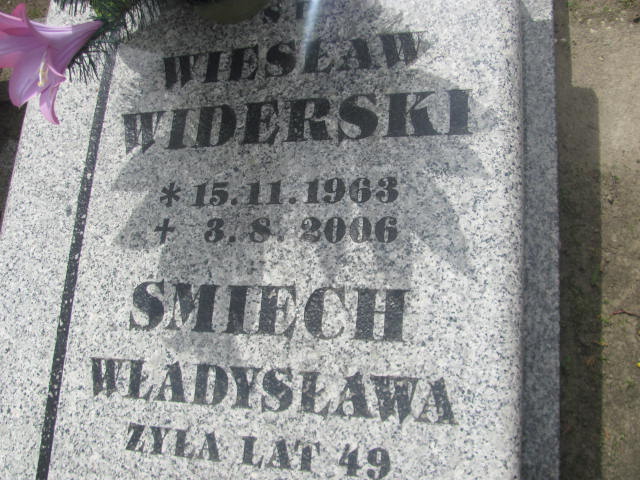 WIESŁAW
WIDERSKI
* 15.11.1963
+ 3.8.2006
ŚMIECH
WŁADYSŁAWA
ŻYŁA LAT 49